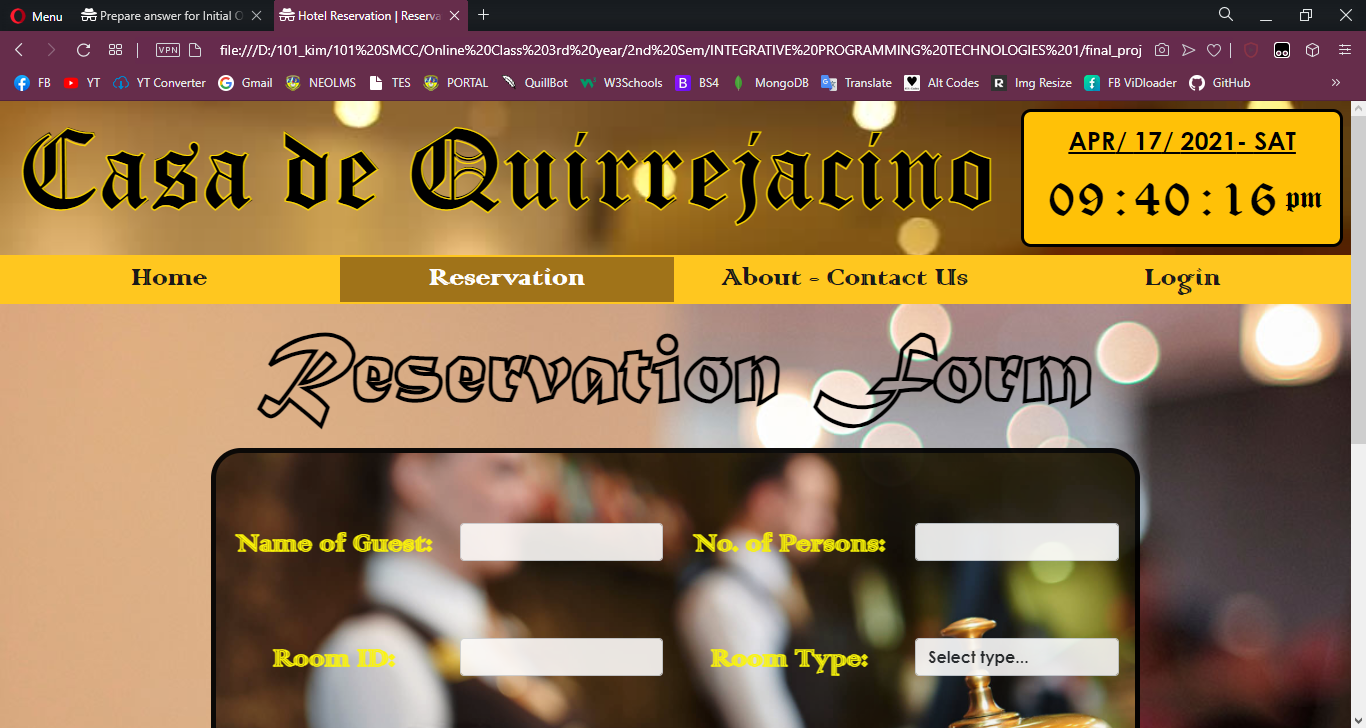 Menu
Prepare answer for Initial O
Hotel Reservation | Reserva
VPN
file:///D:/101_kim/101%20SMCC/Online%20Class%203rd%20year/2nd%20Sem/INTEGRATIVE%20PROGRAMMING%20TECHNOLOGIES%201/final_proj
FB YT YT Converter Gmail NEOLMS TES PORTAL QuillBot W3Schools B BS4 MongoDB Translate Alt Codes R Img Resize FB ViDloader GitHub »
Casa de Quirrejacino
APR/ 17/ 2021- SAT
09:40:16 pm
Home Reservation About - Contact Us Login
Reservation Form
Name of Guest: No. of Persons:
Room ID: Room Type: Select type...